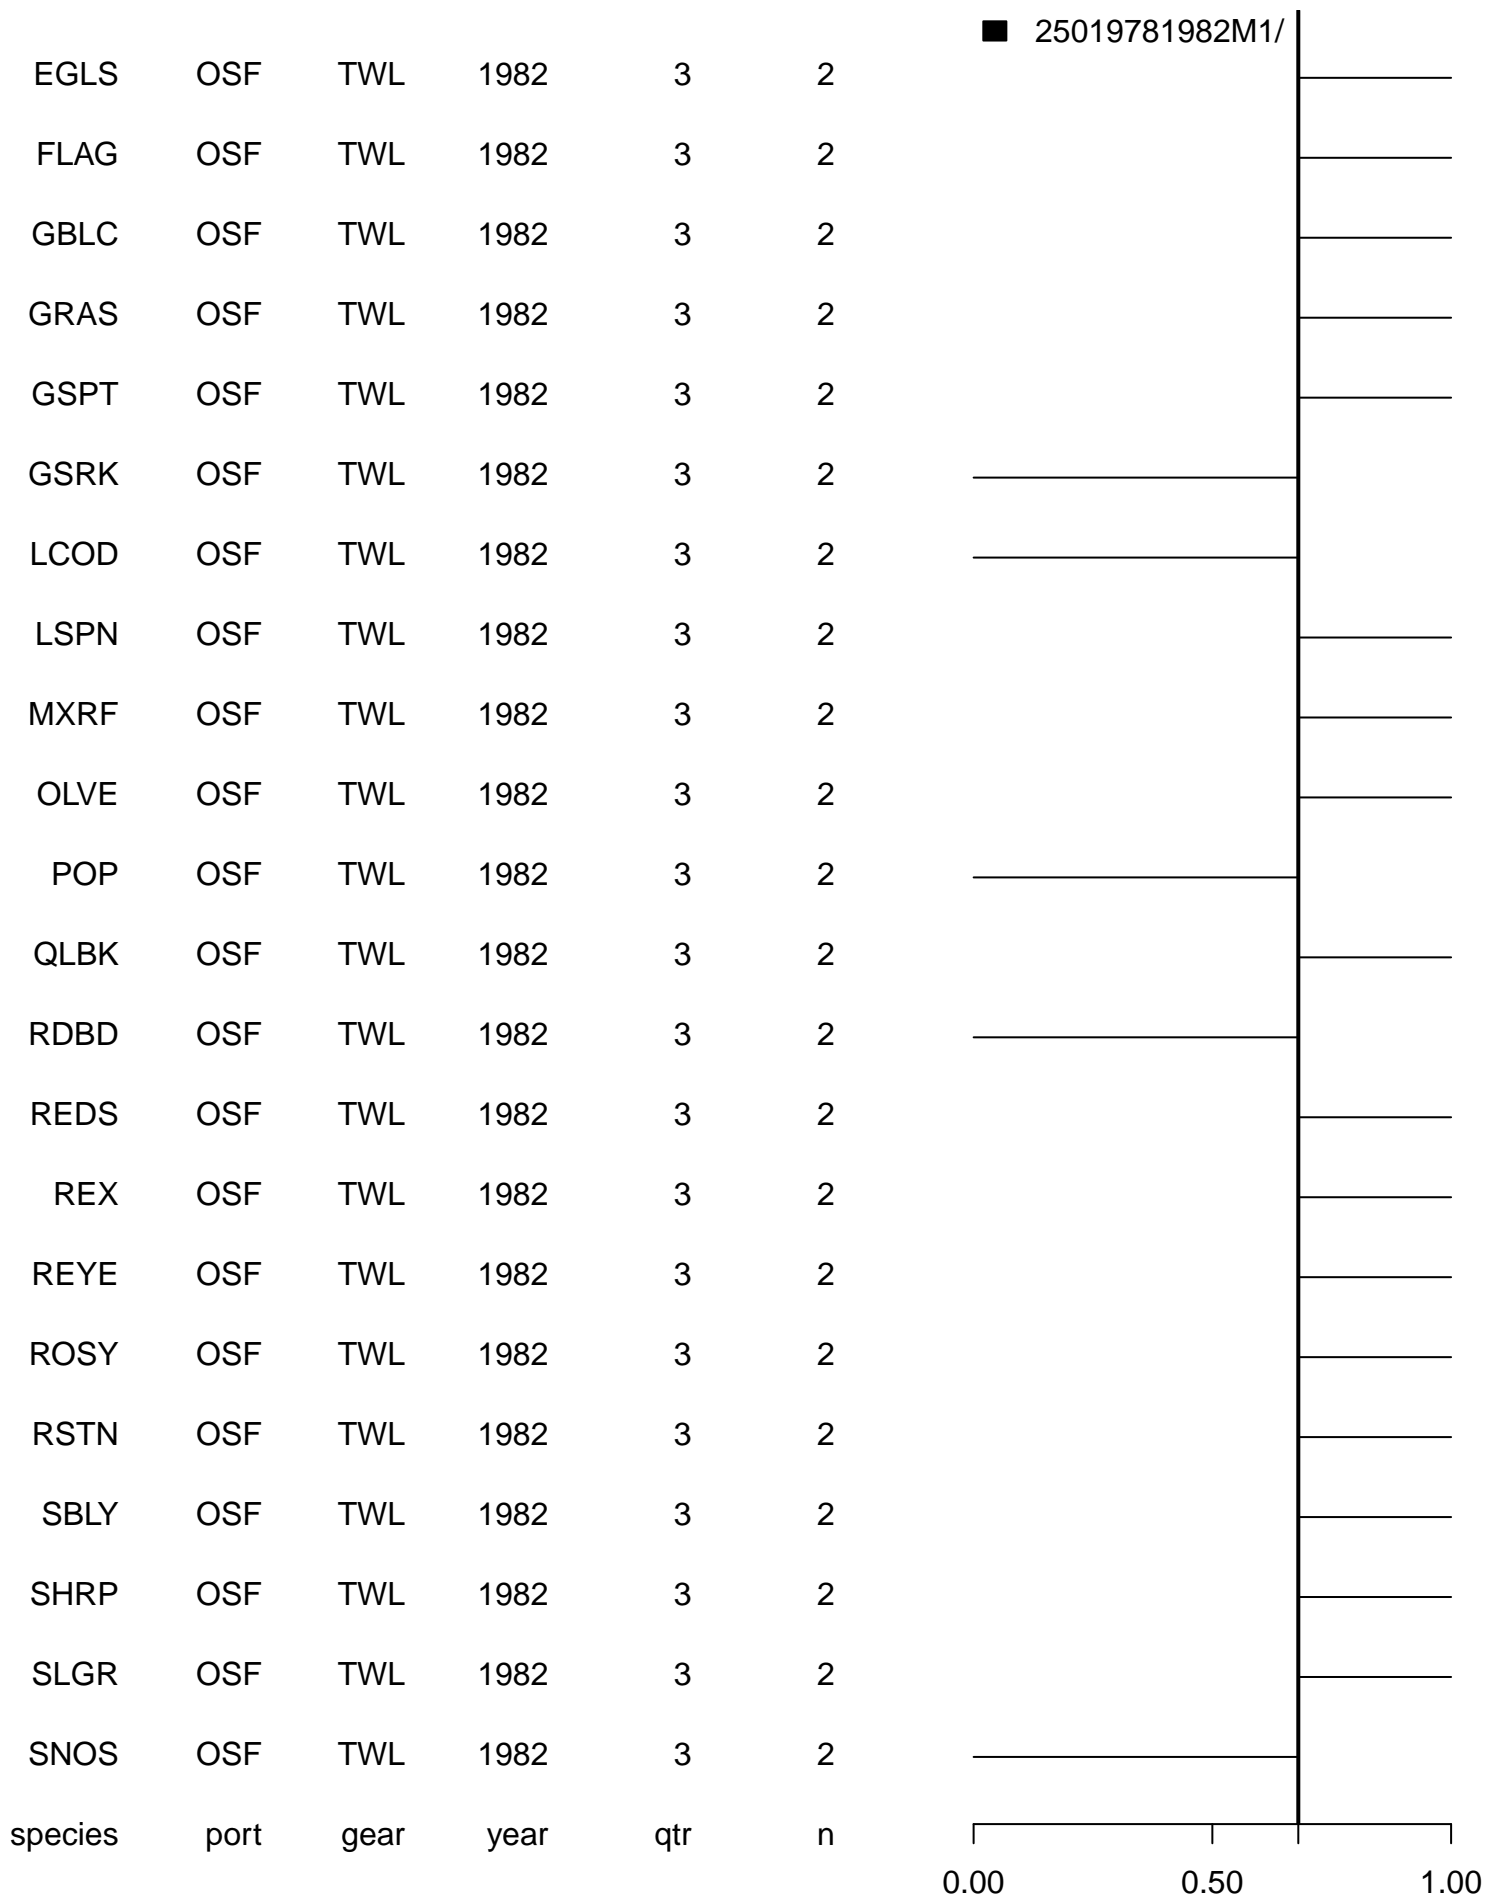 25019781982M1/
EGLS OSF TWL 1982 3 2
FLAG OSF TWL 1982 3 2
GBLC OSF TWL 1982 3 2
GRAS OSF TWL 1982 3 2
GSPT OSF TWL 1982 3 2
GSRK OSF TWL 1982 3 2
LCOD OSF TWL 1982 3 2
LSPN OSF TWL 1982 3 2
MXRF OSF TWL 1982 3 2
OLVE OSF TWL 1982 3 2
POP OSF TWL 1982 3 2
QLBK OSF TWL 1982 3 2
RDBD OSF TWL 1982 3 2
REDS OSF TWL 1982 3 2
REX OSF TWL 1982 3 2
REYE OSF TWL 1982 3 2
ROSY OSF TWL 1982 3 2
RSTN OSF TWL 1982 3 2
SBLY OSF TWL 1982 3 2
SHRP OSF TWL 1982 3 2
SLGR OSF TWL 1982 3 2
SNOS OSF TWL 1982 3 2
species port gear year qtr n
0.00 0.50 1.00